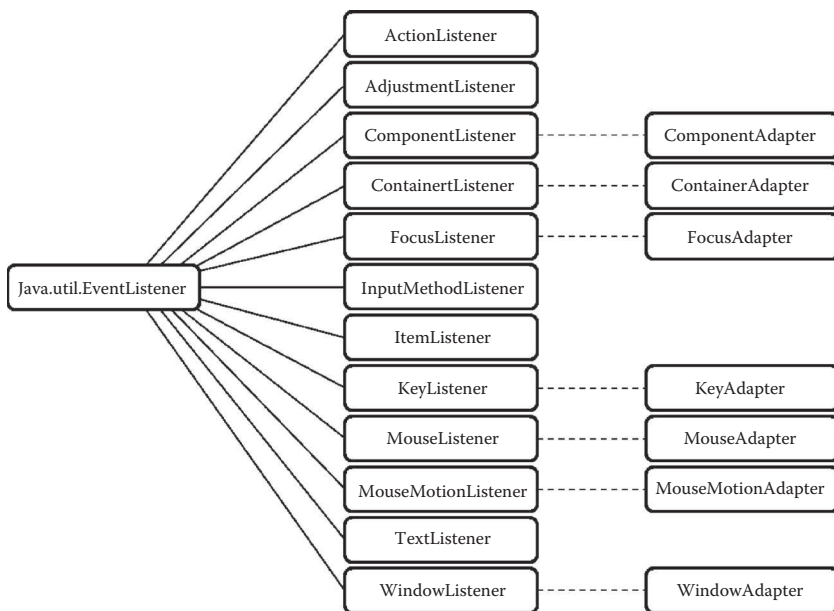 ActionListener
AdjustmentListener
ComponentListener
ComponentAdapter
ContainertListener
ContainerAdapter
FocusListener
FocusAdapter
Java.util.EventListener
InputMethodListener
ItemListener
KeyListener
KeyAdapter
MouseListener
MouseAdapter
MouseMotionListener
MouseMotionAdapter
TextListener
WindowListener
WindowAdapter